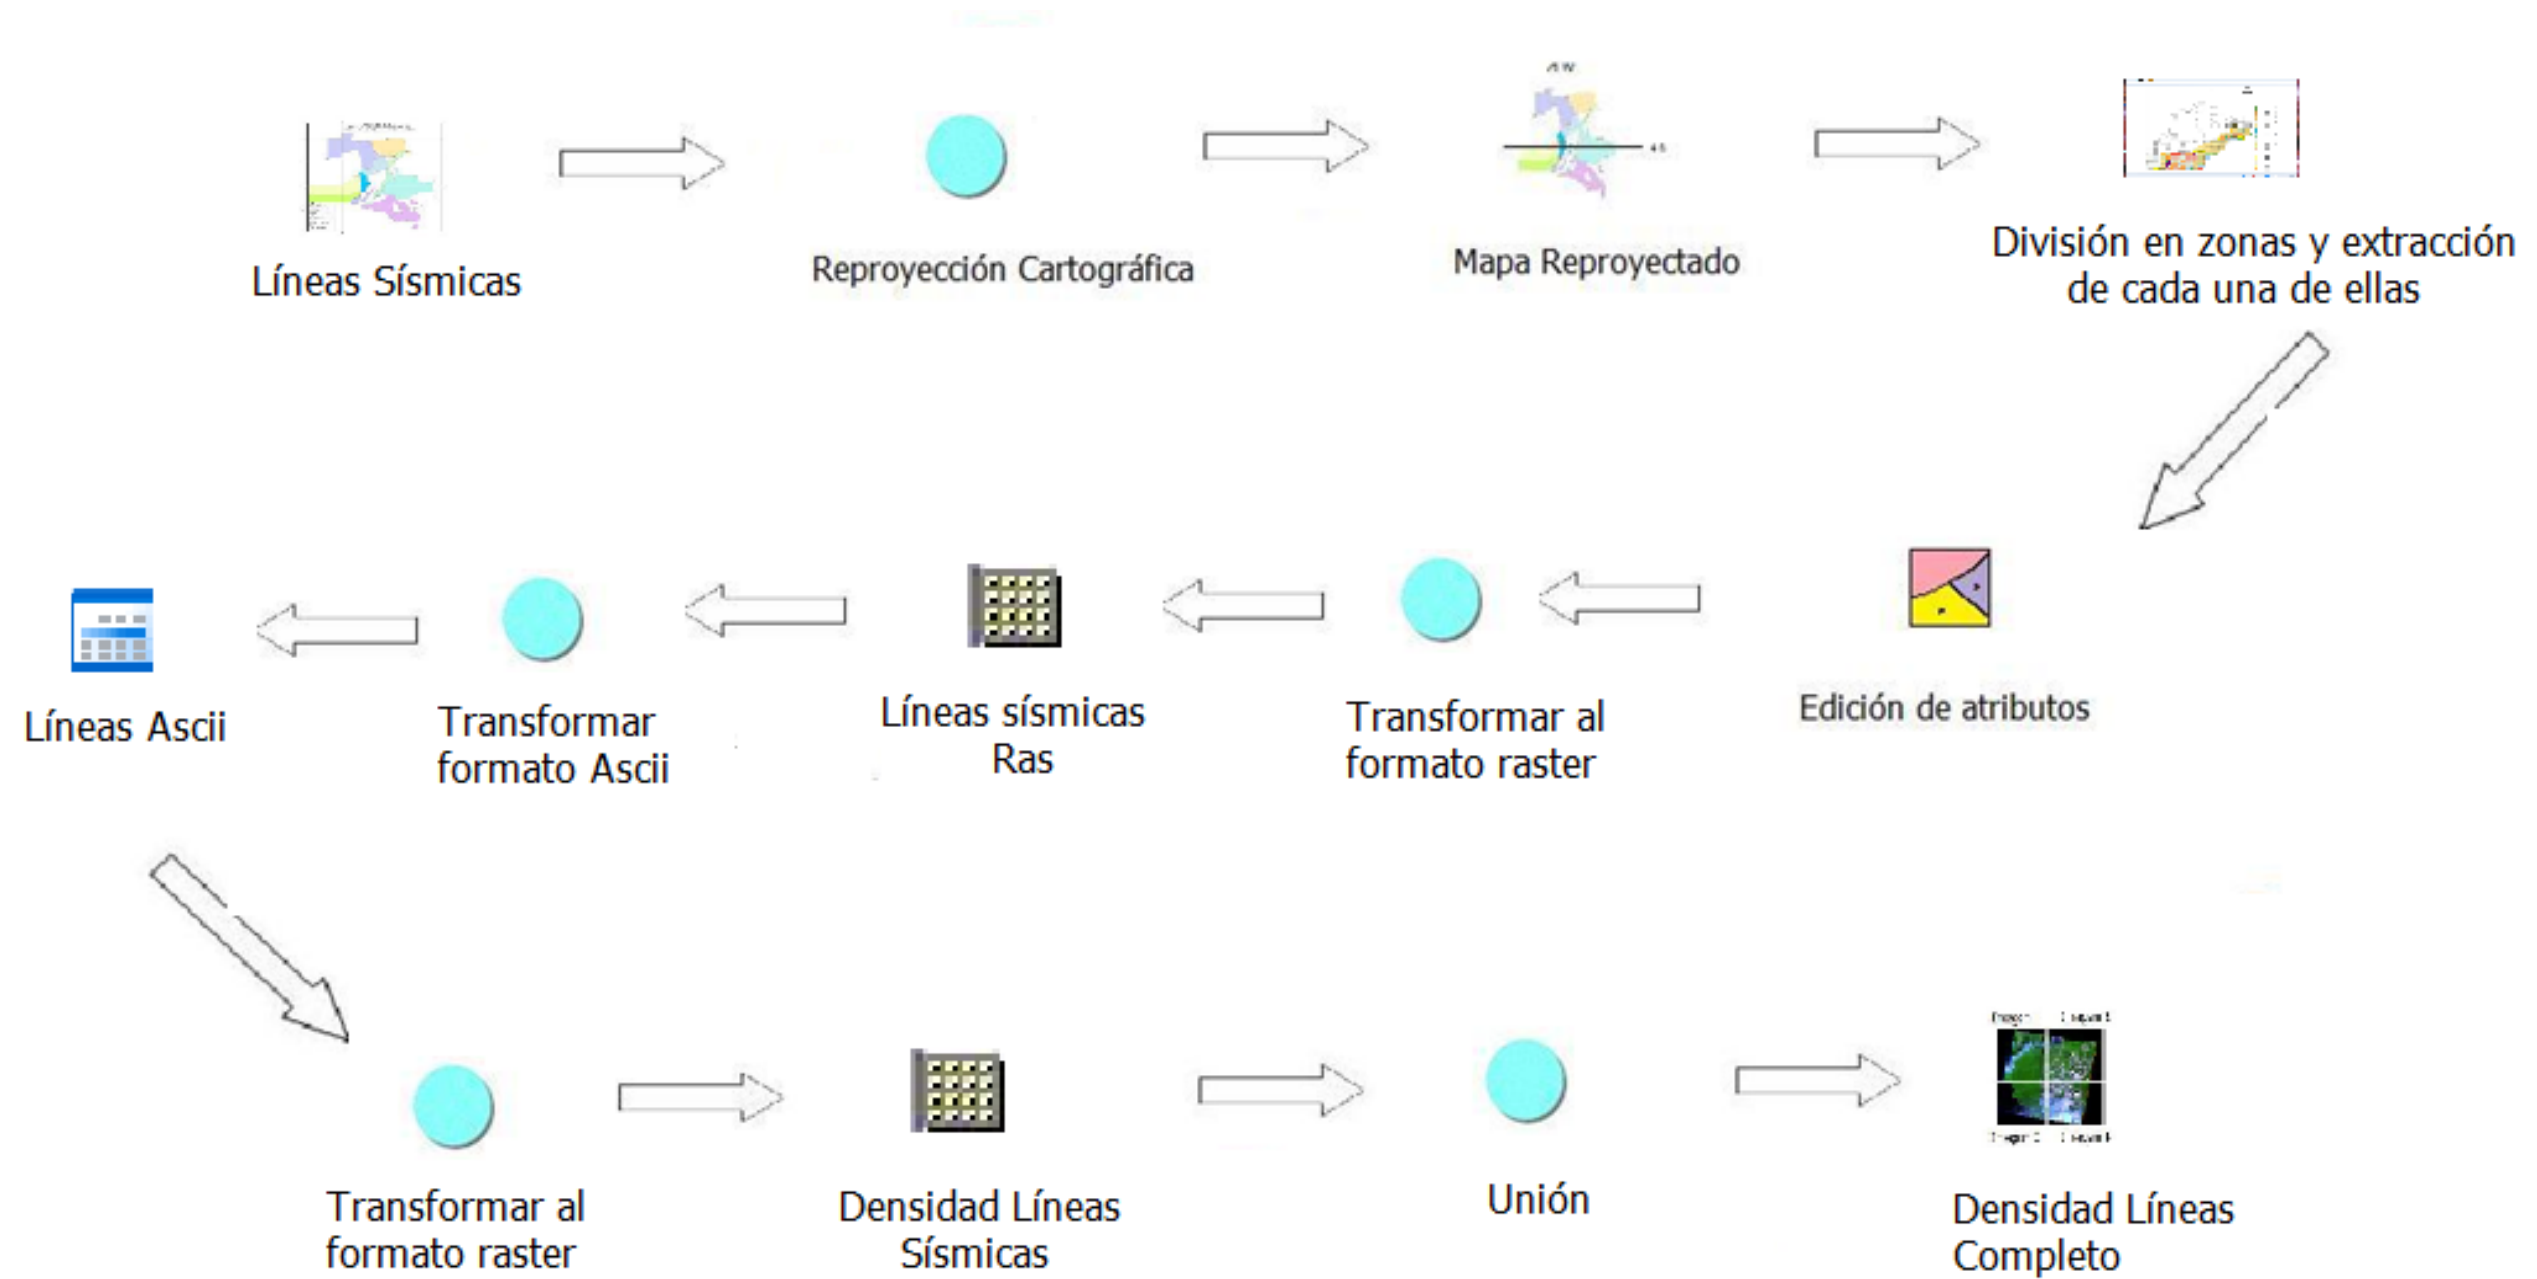 Líneas Sísmicas
Reproyección Cartográfica
Mapa Reproyectado
División en zonas y extracción
de cada una de ellas
Líneas Ascii
Transformar
formato Ascii
Líneas sísmicas
Ras
Transformar al
formato raster
Edición de atributos
Transformar al
formato raster
Densidad Líneas
Sísmicas
Unión
Densidad Líneas
Completo